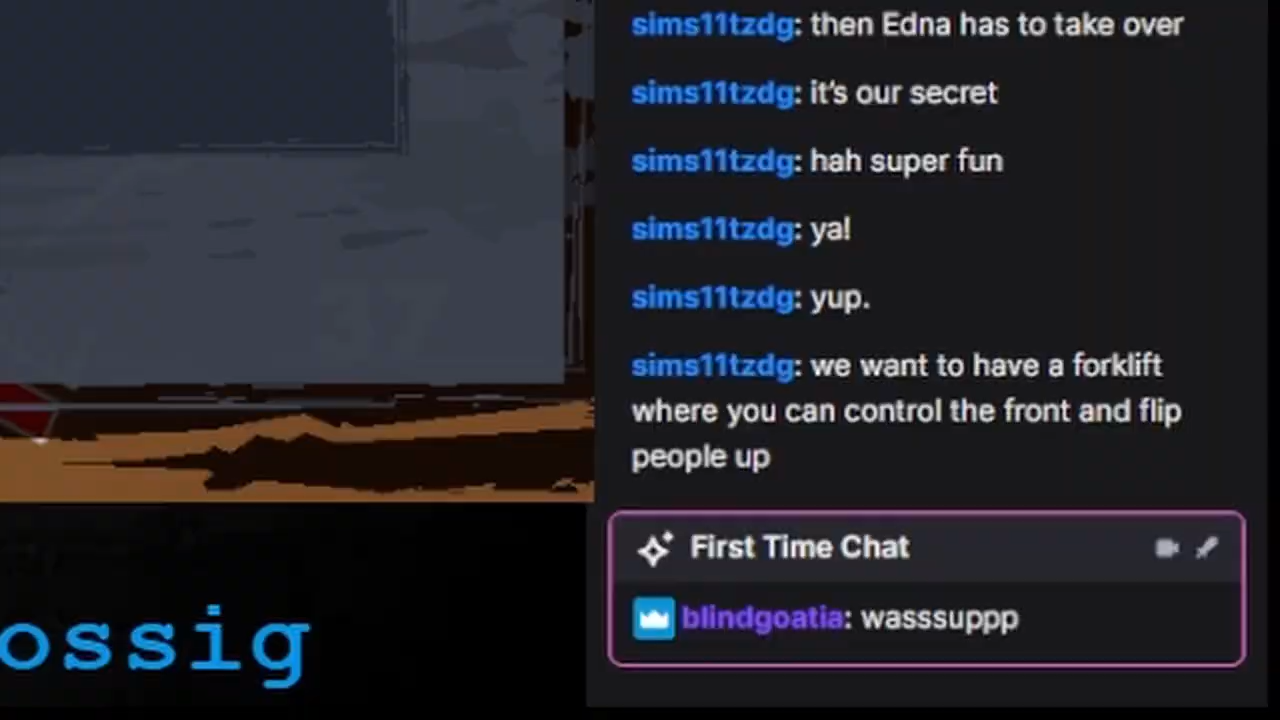 sims11tzdg: then Edna has to take over
sims11tzdg: it's our secret
sims11tzdg: hah super fun
sims11tzdg: ya!
sims11tzdg: yup.
sims11tzdg: we want to have a forklift
where you can control the front and flip
people up
First Time Chat
blindgoatia: wasssuppp
ossig